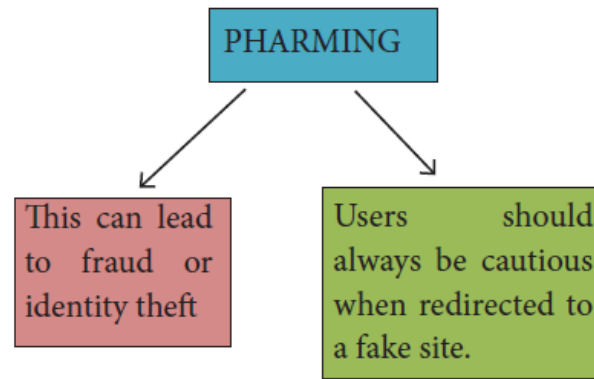 PHARMING
This can lead
to fraud or
identity theft
Users should
always be cautious
when redirected to
a fake site.